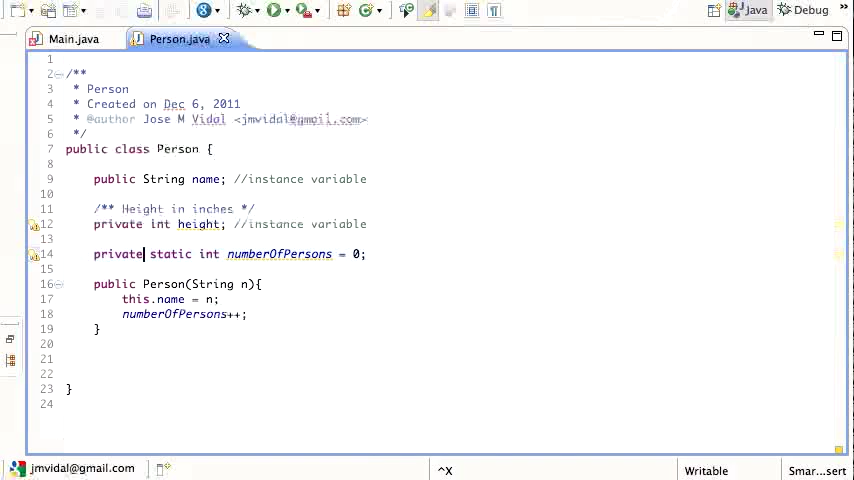 Java
Debug
Main.java
Person.java
1
2 /**
3 * Person
4 * Created on Dec 6, 2011
5 * @author Jose M Vidal <jmvidal@gmail.com>
6 */
7 public class Person {
8
9 public String name; //instance variable
10
11 /** Height in inches */
12 private int height; //instance variable
13
14 private static int numberOfPersons = 0;
15
16 public Person(String n){
17 this.name = n;
18 numberOfPersons++;
19 }
20
21
22
23 }
24
jmvidal@gmail.com
^X
Writable
Smar...sert